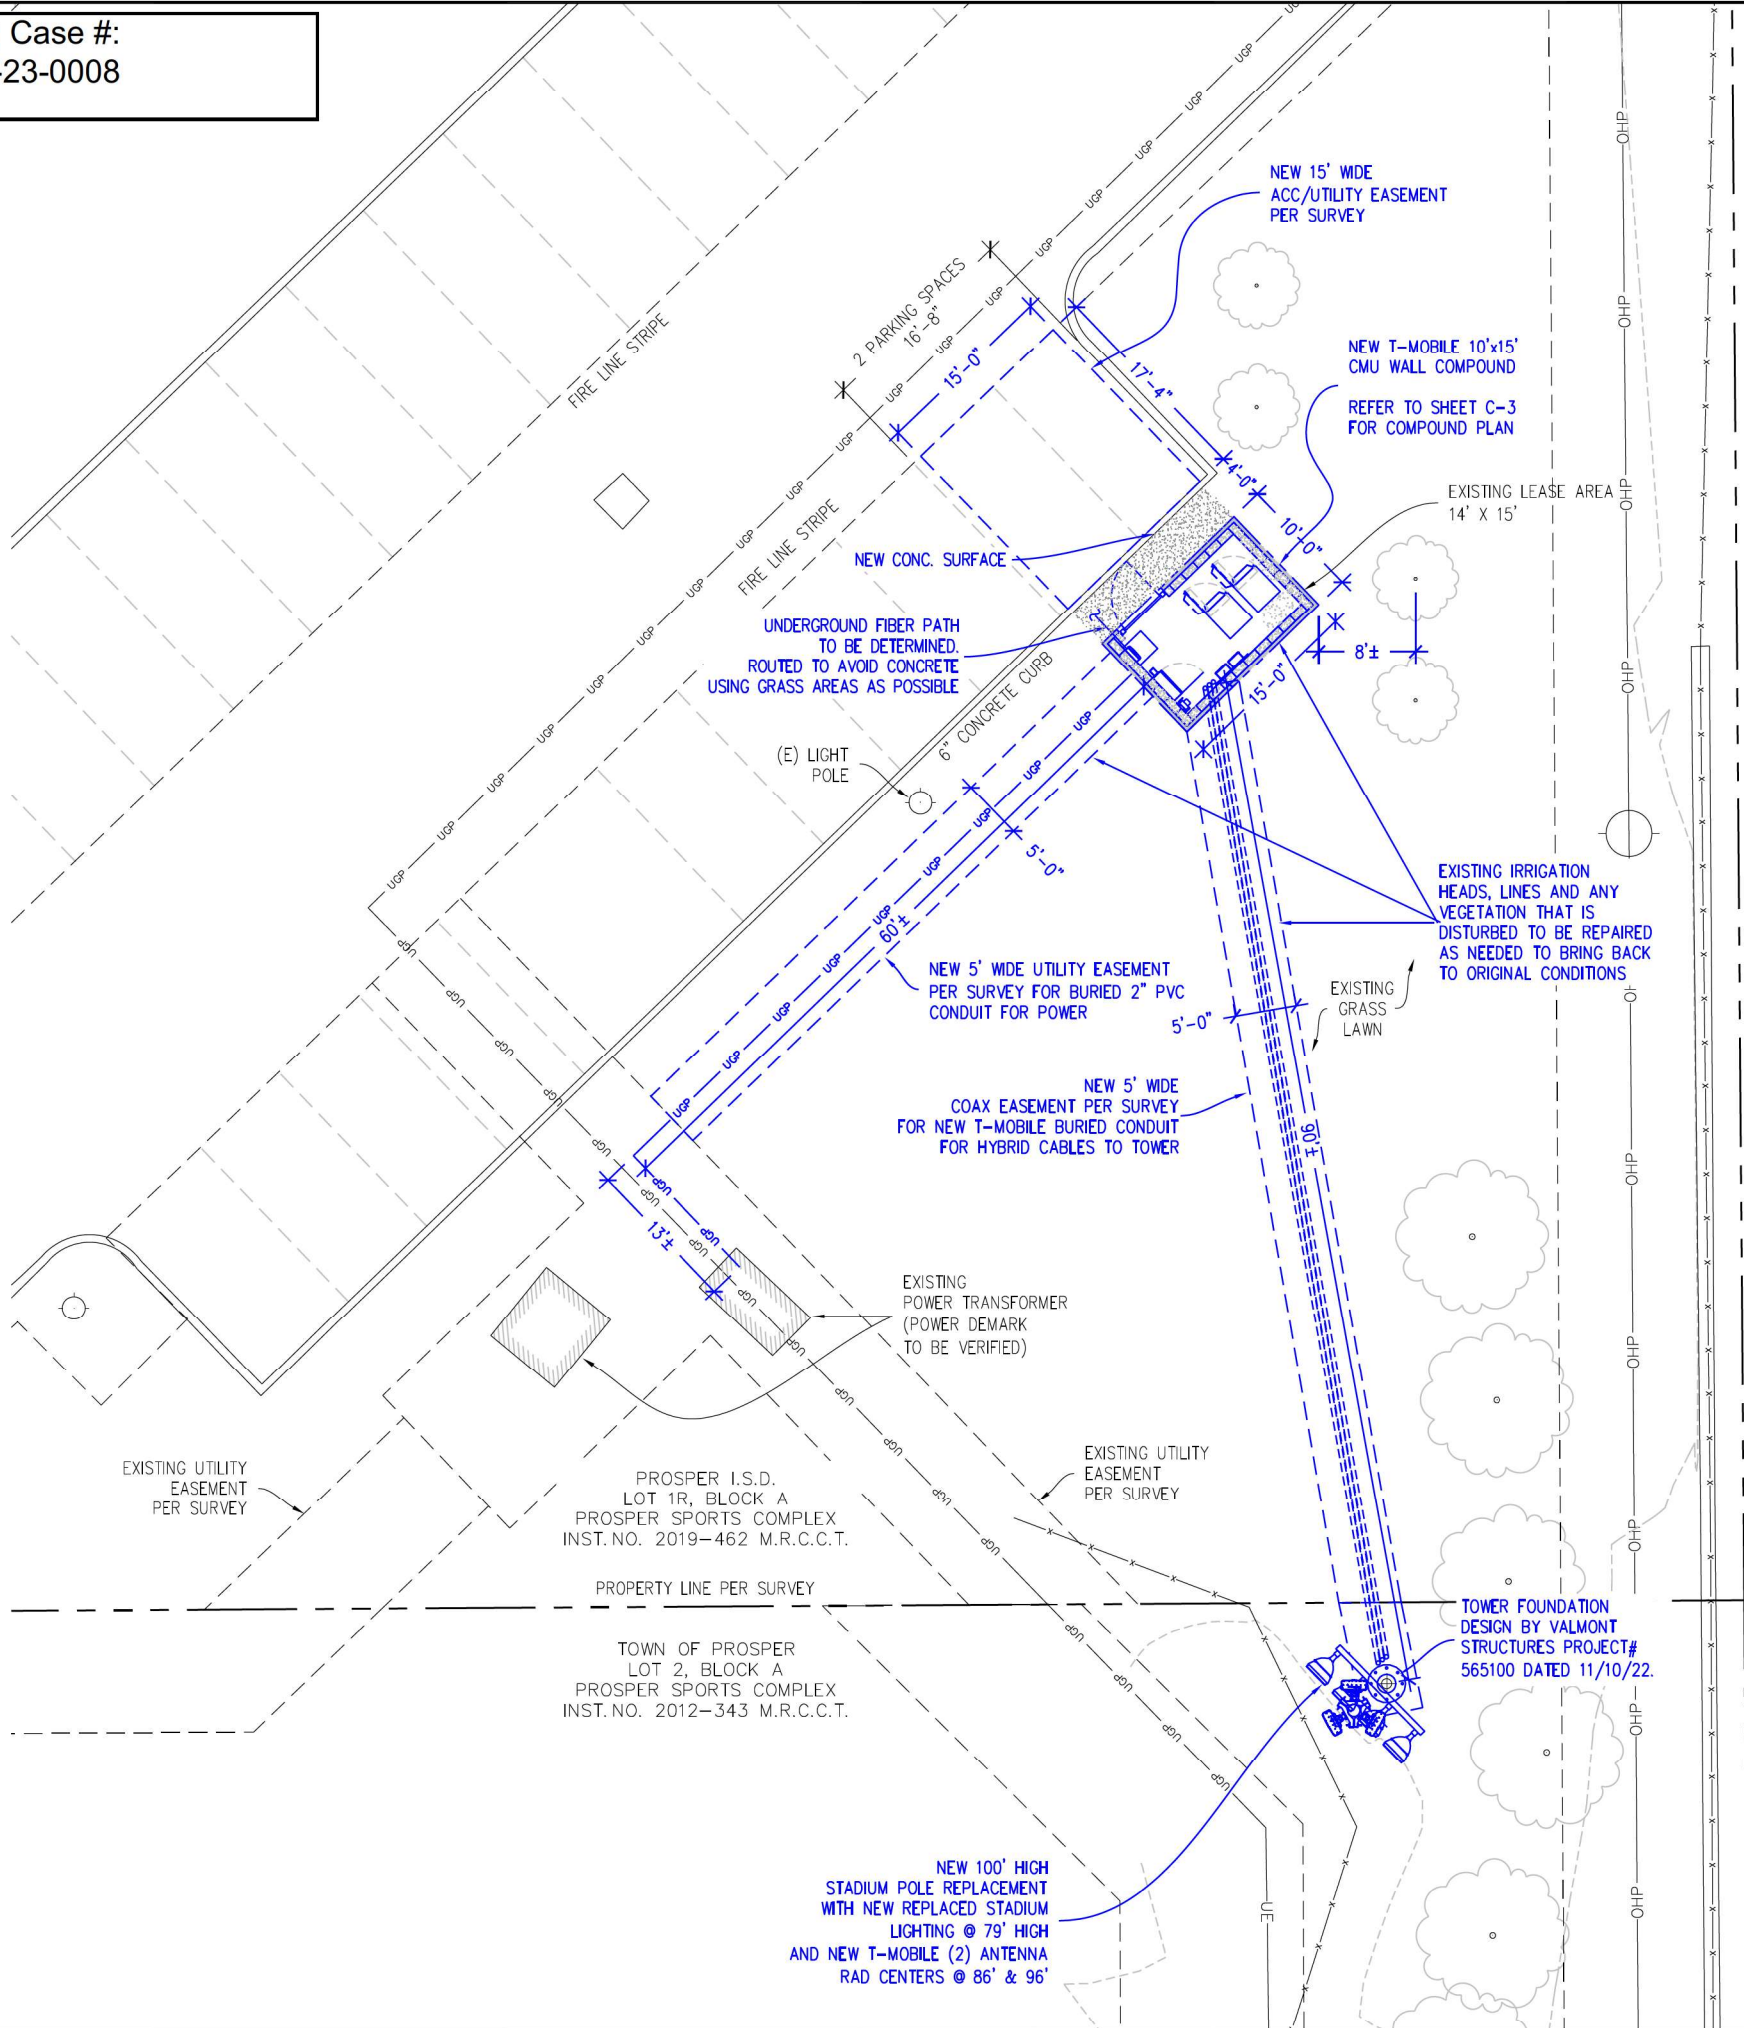 Case #:
-23-0008
NEW 15' WIDE
ACC/UTILITY EASEMENT
PER SURVEY
2 PARKING SPACES
16'-8"
15'-0"
17'-4"
FIRE LINE STRIPE
NEW T-MOBILE 10'x15'
CMU WALL COMPOUND
REFER TO SHEET C-3
FOR COMPOUND PLAN
4'-0"
10'-0"
EXISTING LEASE AREA
14' X 15'
FIRE LINE STRIPE
NEW CONC. SURFACE
UNDERGROUND FIBER PATH
TO BE DETERMINED.
ROUTED TO AVOID CONCRETE
USING GRASS AREAS AS POSSIBLE
8'±
15'-0"
6" CONCRETE CURB
(E) LIGHT
POLE
5'-0"
60'±
EXISTING IRRIGATION
HEADS, LINES AND ANY
VEGETATION THAT IS
DISTURBED TO BE REPAIRED
AS NEEDED TO BRING BACK
TO ORIGINAL CONDITIONS
NEW 5' WIDE UTILITY EASEMENT
PER SURVEY FOR BURIED 2" PVC
CONDUIT FOR POWER
EXISTING
GRASS
LAWN
5'-0"
NEW 5' WIDE
COAX EASEMENT PER SURVEY
FOR NEW T-MOBILE BURIED CONDUIT
FOR HYBRID CABLES TO TOWER
90'±
13'±
EXISTING
POWER TRANSFORMER
(POWER DEMARK
TO BE VERIFIED)
EXISTING UTILITY
EASEMENT
PER SURVEY
EXISTING UTILITY
EASEMENT
PER SURVEY
PROSPER I.S.D.
LOT 1R, BLOCK A
PROSPER SPORTS COMPLEX
INST. NO. 2019-462 M.R.C.C.T.
PROPERTY LINE PER SURVEY
TOWN OF PROSPER
LOT 2, BLOCK A
PROSPER SPORTS COMPLEX
INST. NO. 2012-343 M.R.C.C.T.
TOWER FOUNDATION
DESIGN BY VALMONT
STRUCTURES PROJECT#
565100 DATED 11/10/22.
NEW 100' HIGH
STADIUM POLE REPLACEMENT
WITH NEW REPLACED STADIUM
LIGHTING @ 79' HIGH
AND NEW T-MOBILE (2) ANTENNA
RAD CENTERS @ 86' & 96'
UGP
OHP
UE